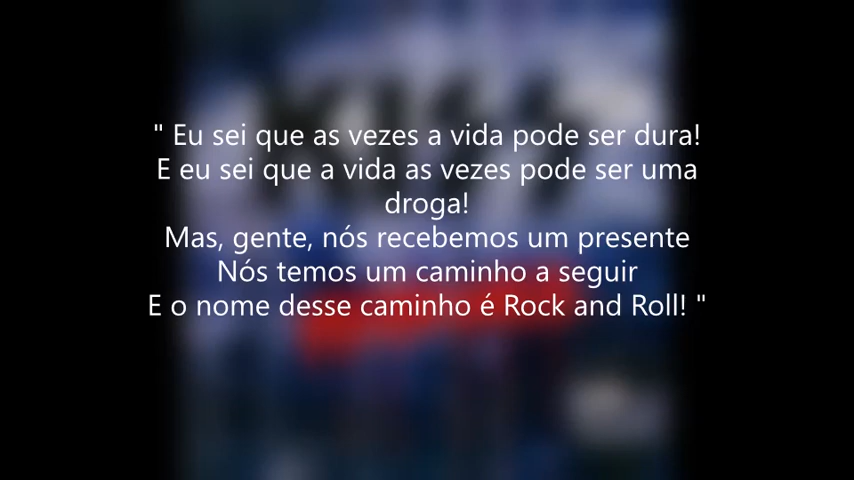 " Eu sei que as vezes a vida pode ser dura!
E eu sei que a vida as vezes pode ser uma
droga!
Mas, gente, nós recebemos um presente
Nós temos um caminho a seguir
E o nome desse caminho é Rock and Roll! "